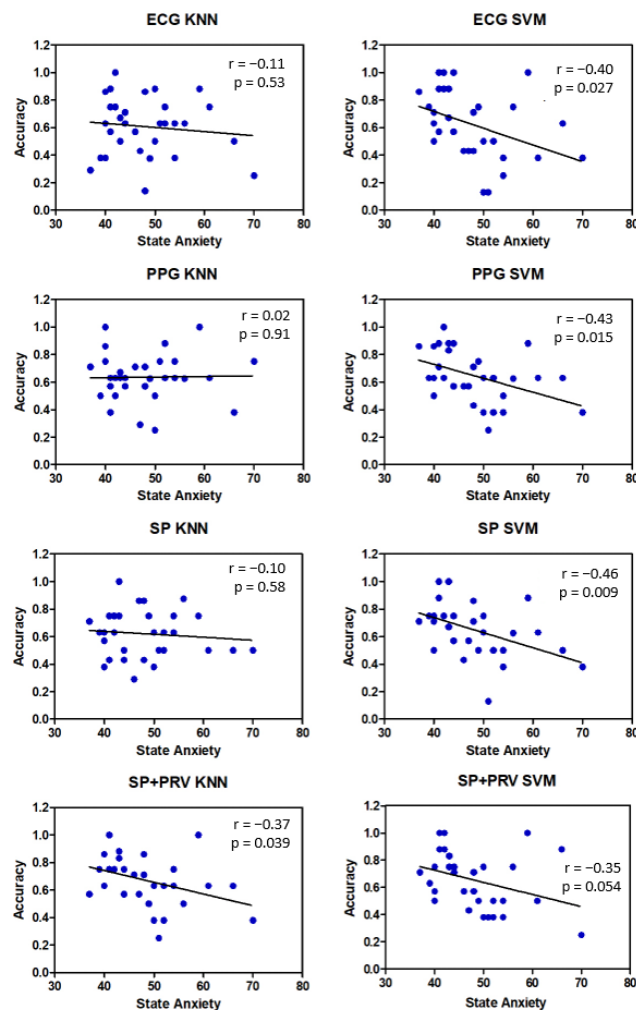 ECG KNN
r = −0.11
p = 0.53
1.2
1.0
0.8
0.6
0.4
0.2
0.0
Accuracy
30 40 50 60 70 80
State Anxiety
ECG SVM
r = −0.40
p = 0.027
1.2
1.0
0.8
0.6
0.4
0.2
0.0
Accuracy
30 40 50 60 70 80
State Anxiety
PPG KNN
r = 0.02
p = 0.91
1.2
1.0
0.8
0.6
0.4
0.2
0.0
Accuracy
30 40 50 60 70 80
State Anxiety
PPG SVM
r = −0.43
p = 0.015
1.2
1.0
0.8
0.6
0.4
0.2
0.0
Accuracy
30 40 50 60 70 80
State Anxiety
SP KNN
r = −0.10
p = 0.58
1.2
1.0
0.8
0.6
0.4
0.2
0.0
Accuracy
30 40 50 60 70 80
State Anxiety
SP SVM
r = −0.46
p = 0.009
1.2
1.0
0.8
0.6
0.4
0.2
0.0
Accuracy
30 40 50 60 70 80
State Anxiety
SP+PRV KNN
r = −0.37
p = 0.039
1.2
1.0
0.8
0.6
0.4
0.2
0.0
Accuracy
30 40 50 60 70 80
State Anxiety
SP+PRV SVM
r = −0.35
p = 0.054
1.2
1.0
0.8
0.6
0.4
0.2
0.0
Accuracy
30 40 50 60 70 80
State Anxiety